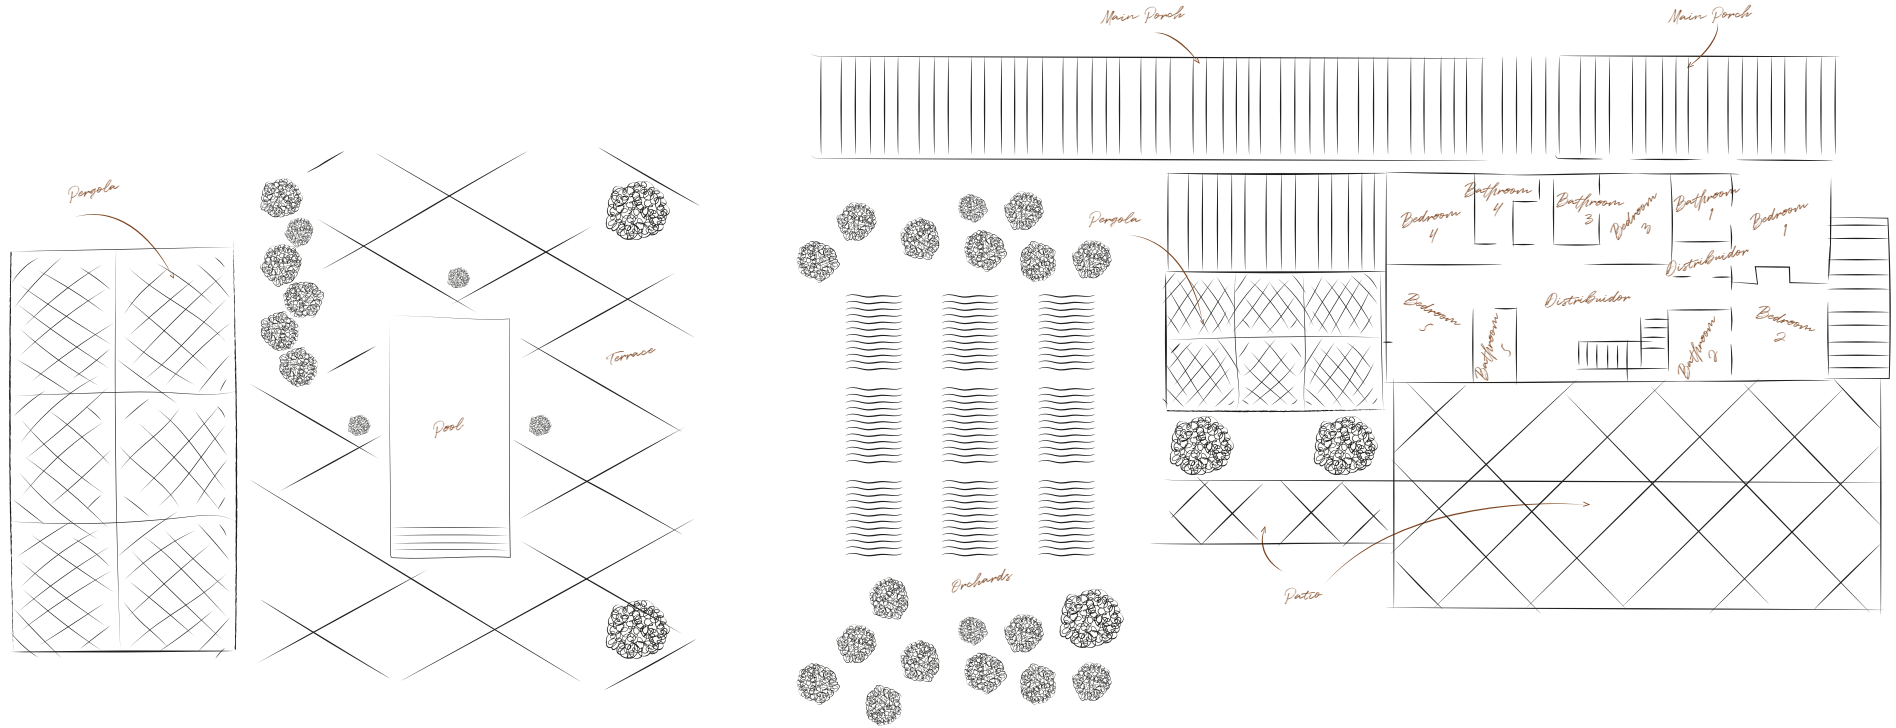 Main Porch
Main Porch
Pergola
Pergola
Bedroom
4
Bathroom
4
Bathroom
3
Bedroom
3
Bathroom
1
Bedroom
1
Distribuidor
Distribuidor
Bedroom
5
Bathroom
5
Bathroom
2
Bedroom
2
Terrace
Pool
Orchards
Patio